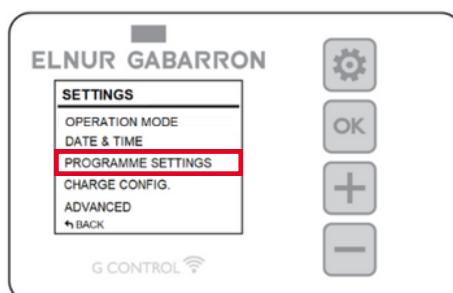 ELNUR GABARRON
SETTINGS
OPERATION MODE
DATE & TIME
PROGRAMME SETTINGS
CHARGE CONFIG.
ADVANCED
BACK
OK
G CONTROL